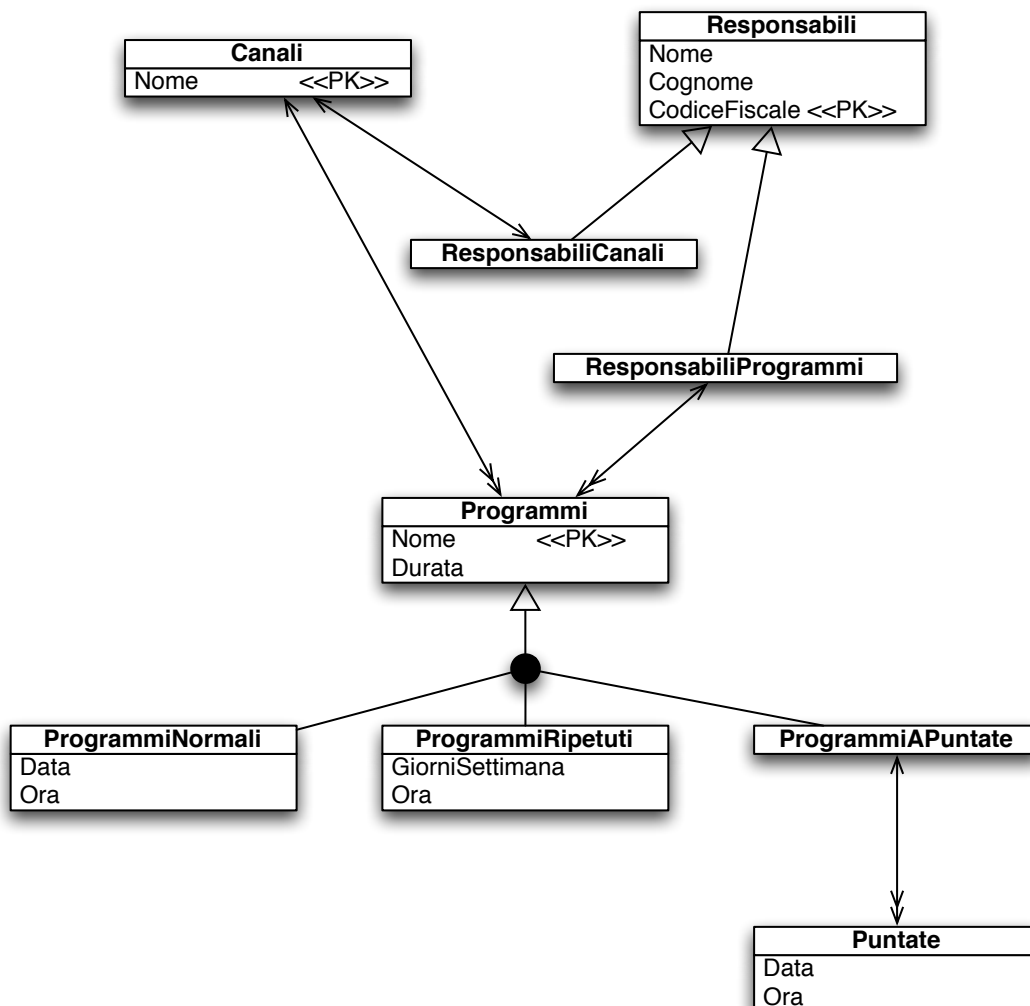 Responsabili
Nome
Cognome
CodiceFiscale <<PK>>
Canali
Nome <<PK>>
ResponsabiliCanali
ResponsabiliProgrammi
Programmi
Nome <<PK>>
Durata
ProgrammiNormali
Data
Ora
ProgrammiRipetuti
GiorniSettimana
Ora
ProgrammiAPuntate
Puntate
Data
Ora